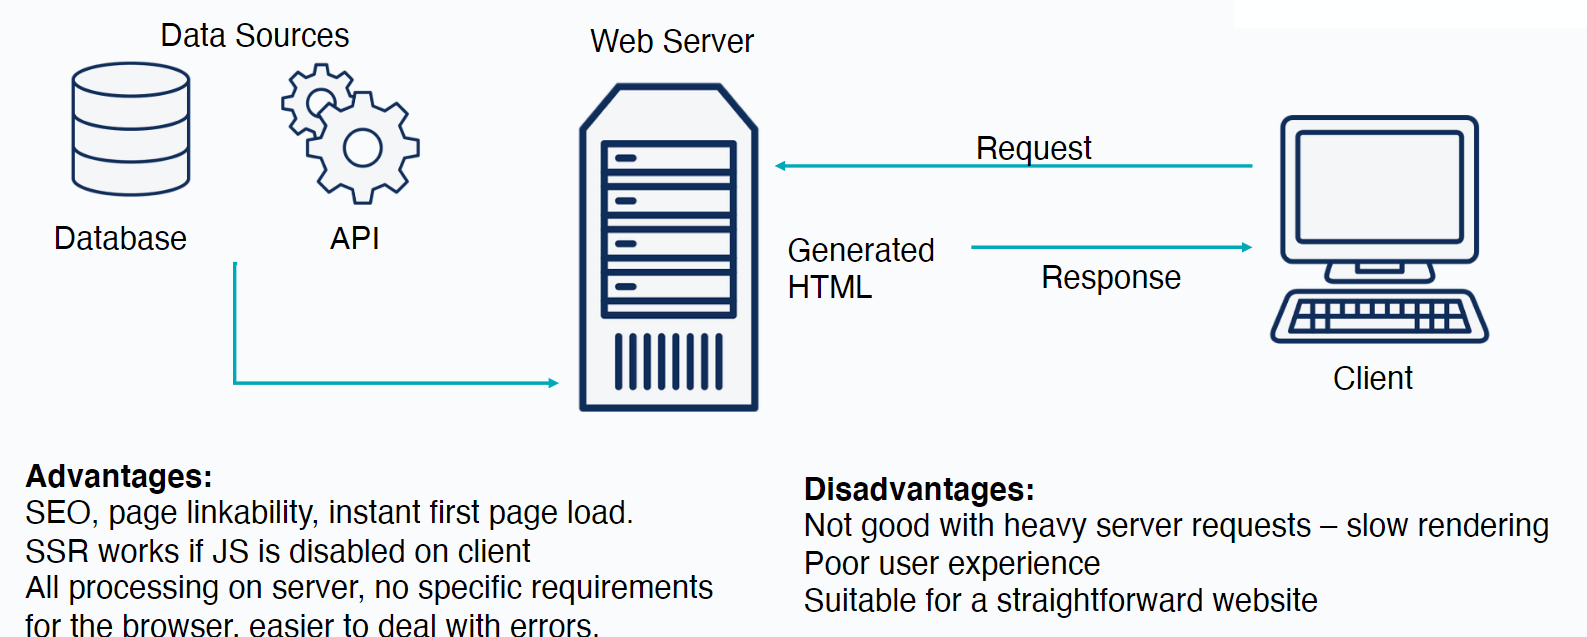 Data Sources
Web Server
Database
API
Request
Generated
HTML
Response
Client
Advantages:
SEO, page linkability, instant first page load.
SSR works if JS is disabled on client
All processing on server, no specific requirements
for the browser, easier to deal with errors.
Disadvantages:
Not good with heavy server requests – slow rendering
Poor user experience
Suitable for a straightforward website